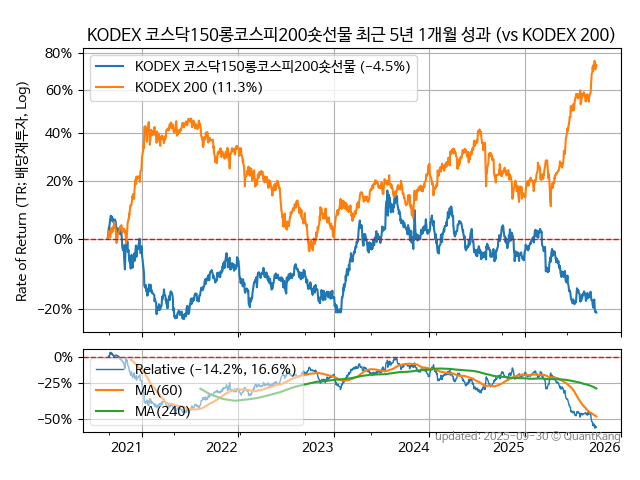 KODEX 코스닥150롱코스피200숏선물 최근 5년 1개월 성과 (vs KODEX 200)
Rate of Return (TR: 배당재투자, Log)
80%
60%
40%
20%
0%
−10%
−20%
KODEX 코스닥150롱코스피200숏선물 (−4.5%)
KODEX 200 (11.3%)
0%
−25%
−50%
Relative (−14.2%, 16.6%)
MA(60)
MA(240)
2021 2022 2023 2024 2025 2026
updated: 2025-09-30 © QuantKang